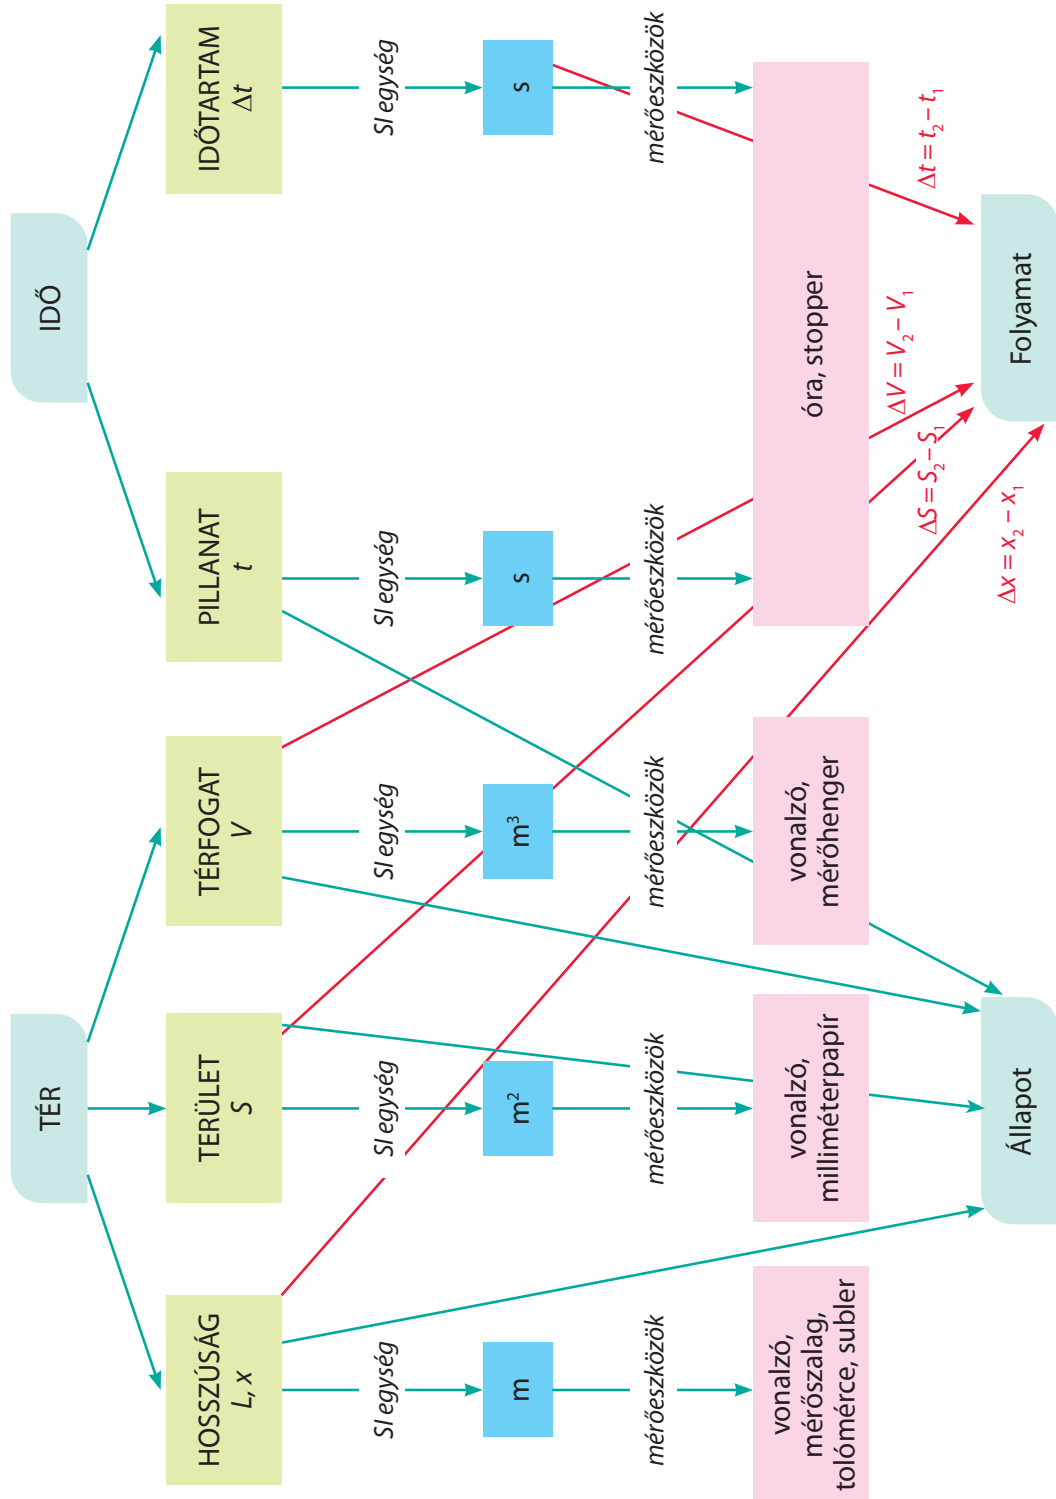 TÉR
IDŐ
HOSSZÚSÁG
L, x
TERÜLET
S
TÉRFOGAT
V
PILLANAT
t
IDŐTARTAM
Δt
SI egység
SI egység
SI egység
SI egység
SI egység
m
m²
m³
s
s
mérőeszközök
mérőeszközök
mérőeszközök
mérőeszközök
mérőeszközök
vonalzó,
mérőszalag,
tolómérce, subler
vonalzó,
milliméterpapír
vonalzó,
mérőhenger
óra, stopper
Δx = x₂ – x₁
ΔS = S₂ – S₁
ΔV = V₂ – V₁
Δt = t₂ – t₁
Állapot
Folyamat